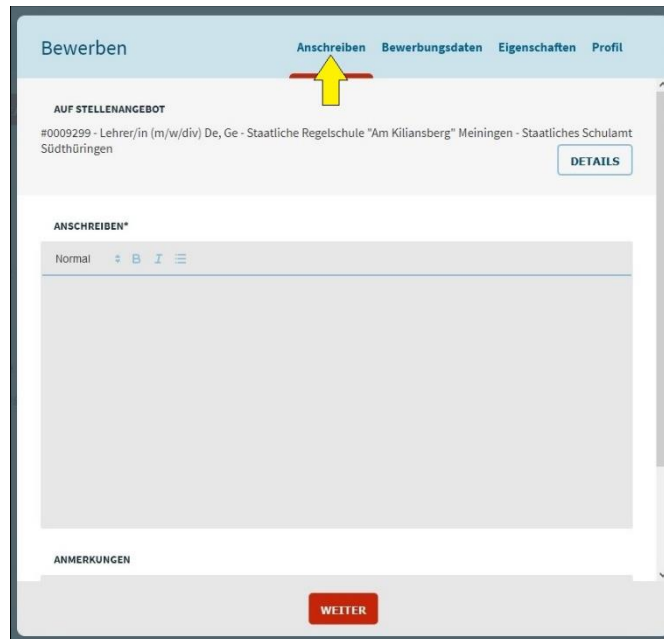 Bewerben
Anschreiben Bewerbungsdaten Eigenschaften Profil
AUF STELLENANGEBOT
#0009299 - Lehrer/in (m/w/div) De, Ge - Staatliche Regelschule "Am Kiliansberg" Meiningen - Staatliches Schulamt
Südthüringen
DETAILS
ANSCHREIBEN*
Normal B I
ANMERKUNGEN
WEITER